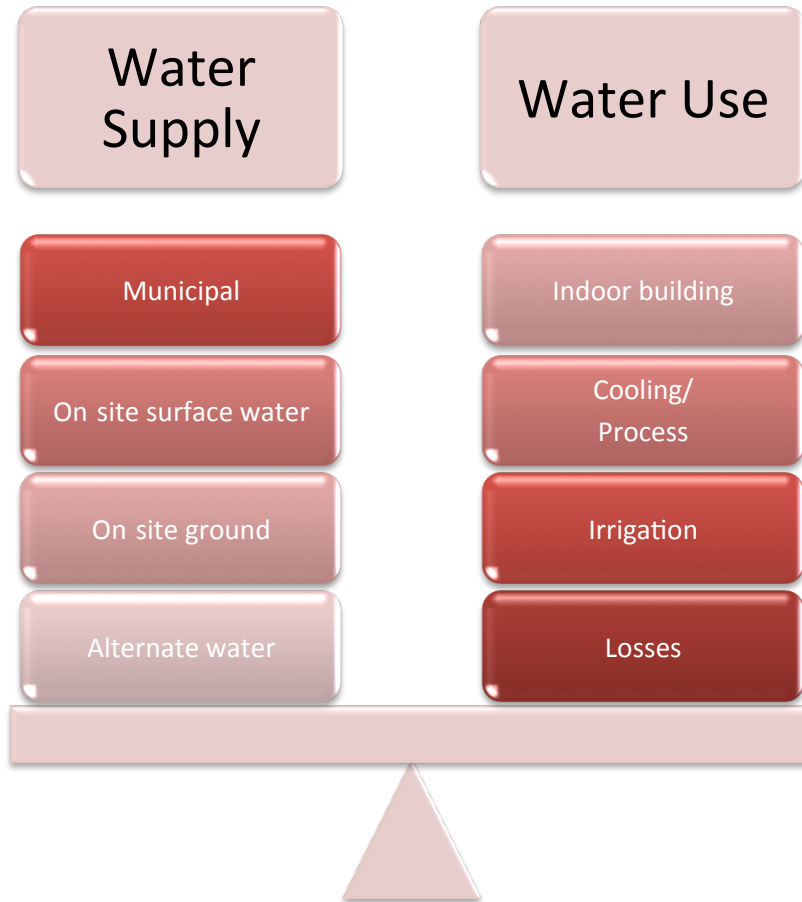 Water
Supply
Water Use
Municipal
On site surface water
On site ground
Alternate water
Indoor building
Cooling/
Process
Irrigation
Losses